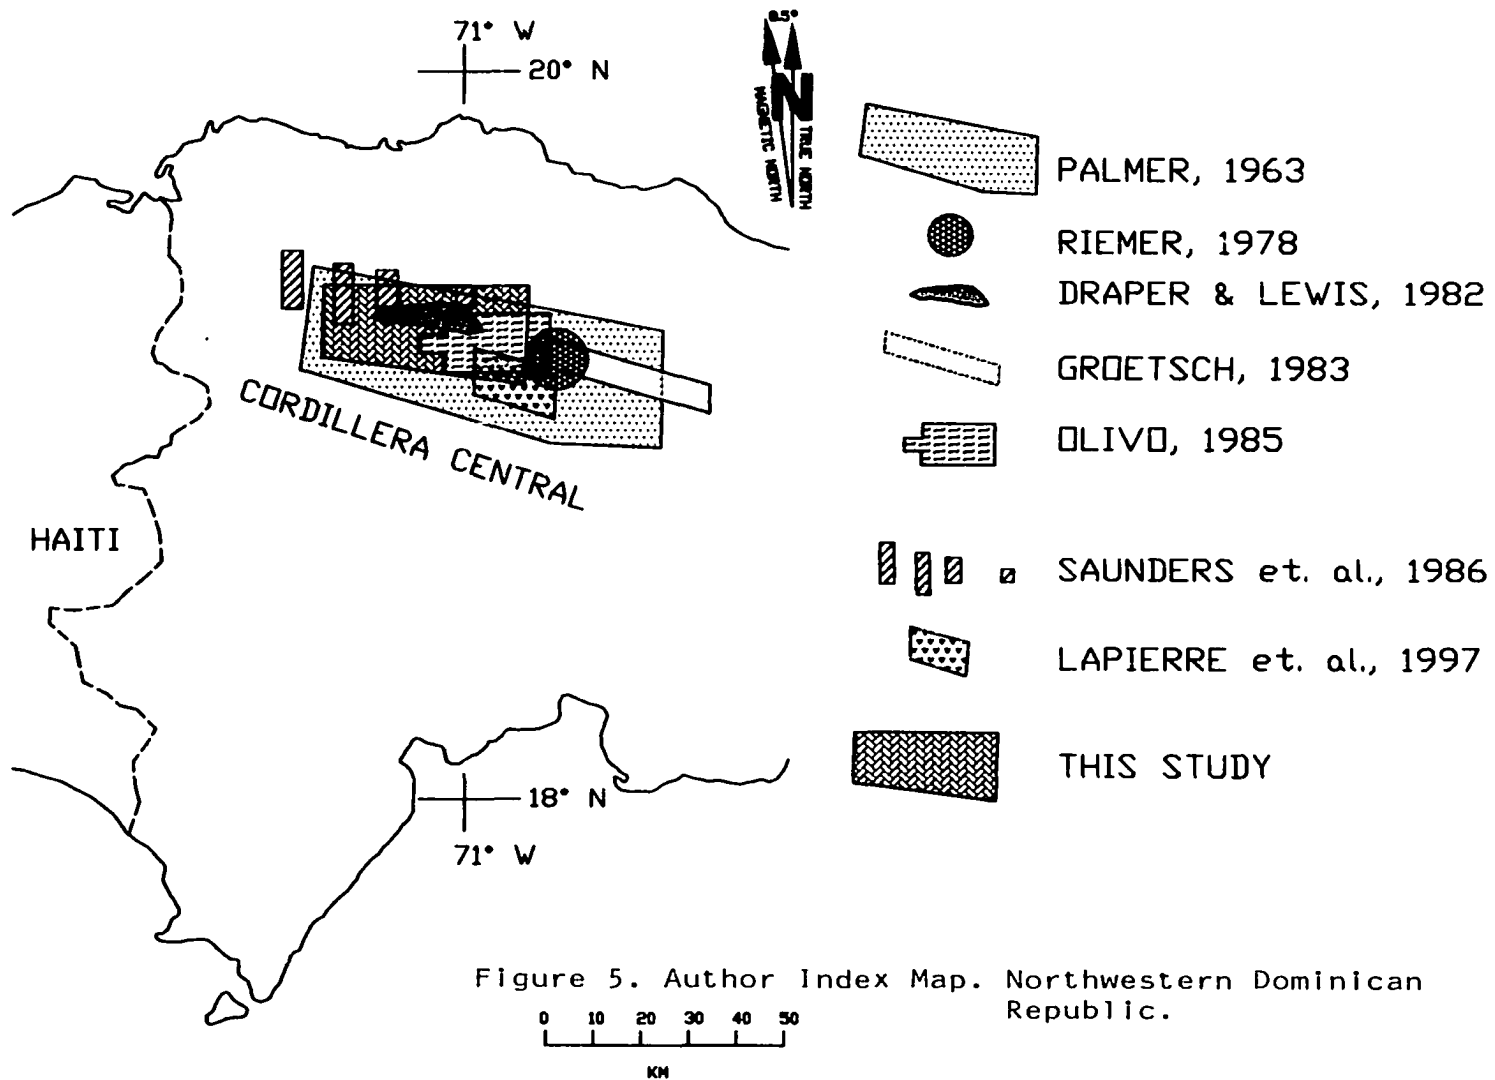 71° W
20° N
8.5°
N
MAGNETIC NORTH
TRUE NORTH
PALMER, 1963
RIEMER, 1978
DRAPER & LEWIS, 1982
GROETSCH, 1983
OLIVO, 1985
SAUNDERS et. al., 1986
LAPIERRE et. al., 1997
THIS STUDY
CORDILLERA CENTRAL
HAITI
18° N
71° W
Figure 5. Author Index Map. Northwestern Dominican
Republic.
0 10 20 30 40 50
KM